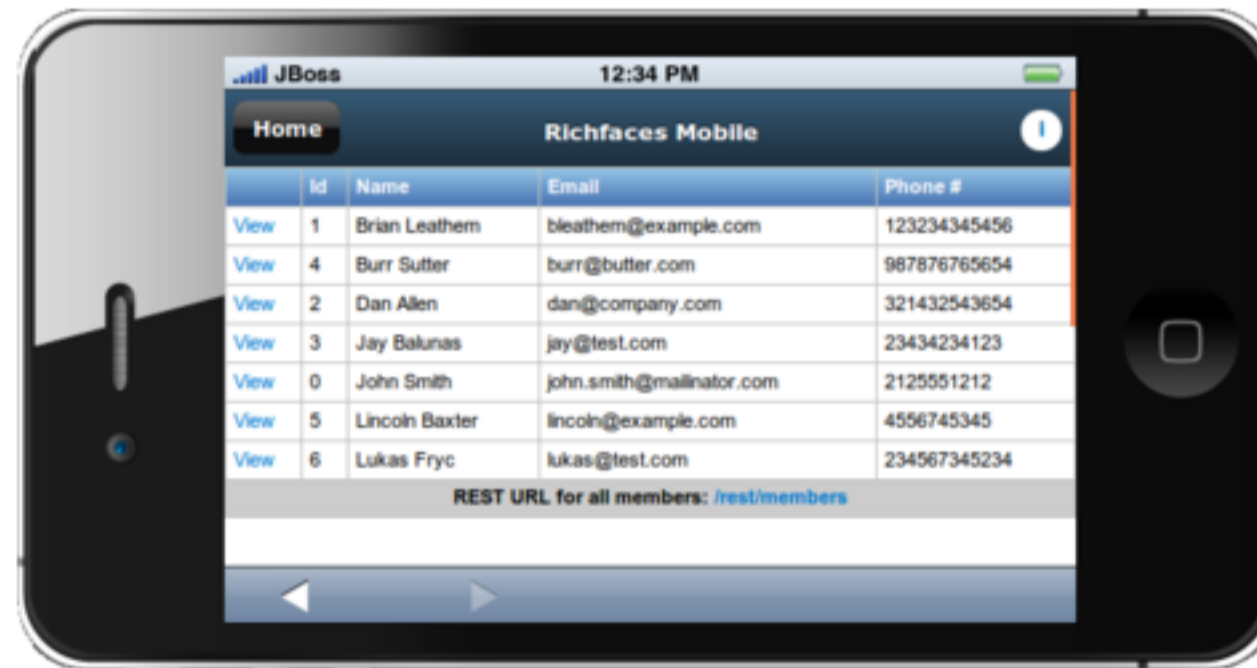 JBoss 12:34 PM
Home Richfaces Mobile I
Id Name Email Phone #
View 1 Brian Leathem bleathem@example.com 123234345456
View 4 Burr Sutter burr@butter.com 987876765654
View 2 Dan Allen dan@company.com 321432543654
View 3 Jay Balunas jay@test.com 23434234123
View 0 John Smith john.smith@mailinator.com 2125551212
View 5 Lincoln Baxter lincoln@example.com 4556745345
View 6 Lukas Fryc lukas@test.com 234567345234
REST URL for all members: /rest/members